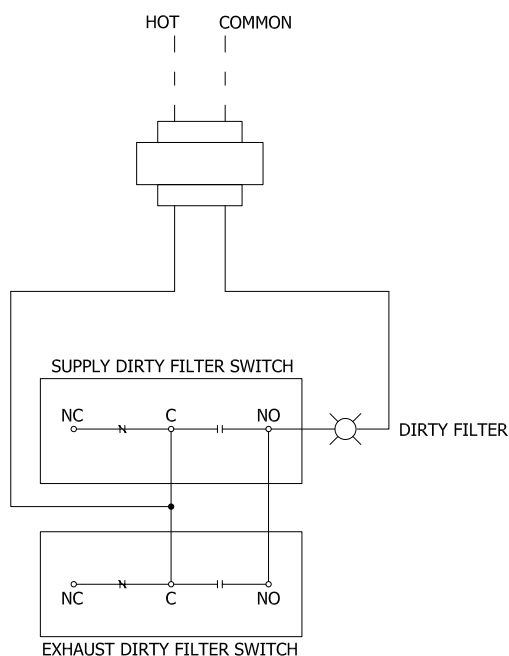 HOT COMMON
SUPPLY DIRTY FILTER SWITCH
NC C NO
DIRTY FILTER
NC C NO
EXHAUST DIRTY FILTER SWITCH